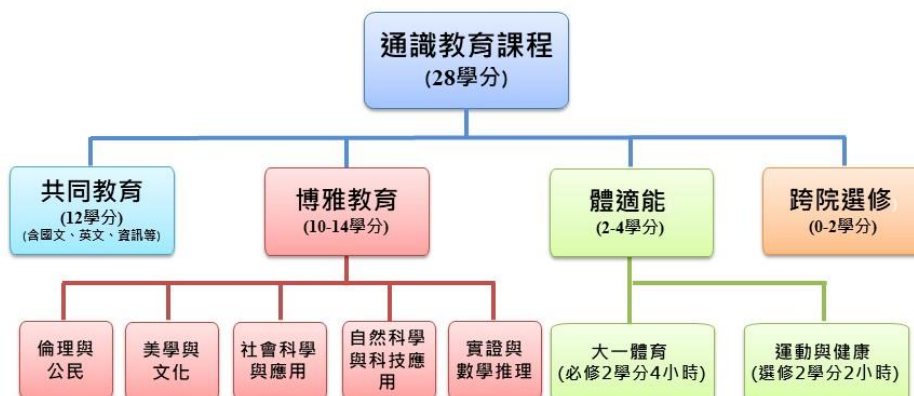 通識教育課程
(28學分)
共同教育
(12學分)
(含國文、英文、資訊等)
博雅教育
(10-14學分)
體適能
(2-4學分)
跨院選修
(0-2學分)
倫理與
公民
美學與
文化
社會科學
與應用
自然科學
與科技應
用
實證與
數學推理
大一體育
(必修2學分4小時)
運動與健康
(選修2學分2小時)